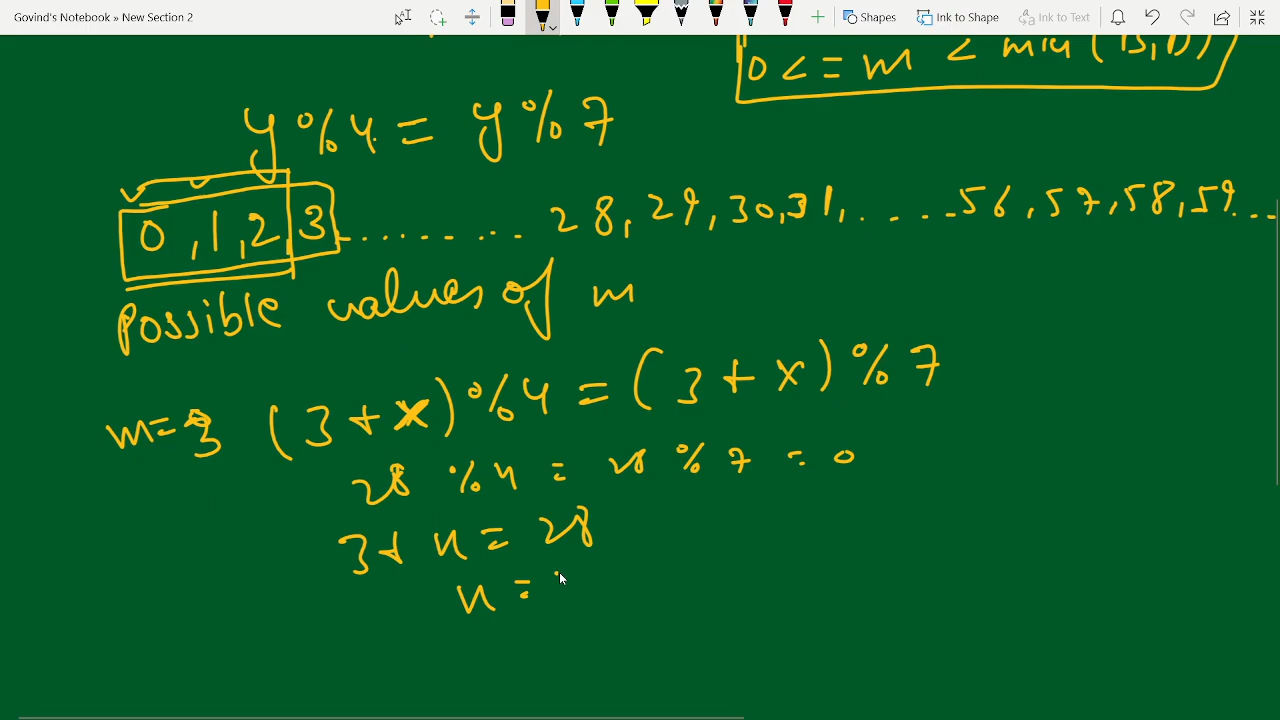 Govind's Notebook » New Section 2
Shapes Ink to Shape Ink to Text
0 <= m < min (B,
y%4 = y%7
0,1,2,3.......... 28,29,30,31,.....56,57,58,59...
Possible values of m
m=3 (3+x)%4 = (3+x)%7
28 %4 = 28 % 7 = 0
3+ x = 28
x =